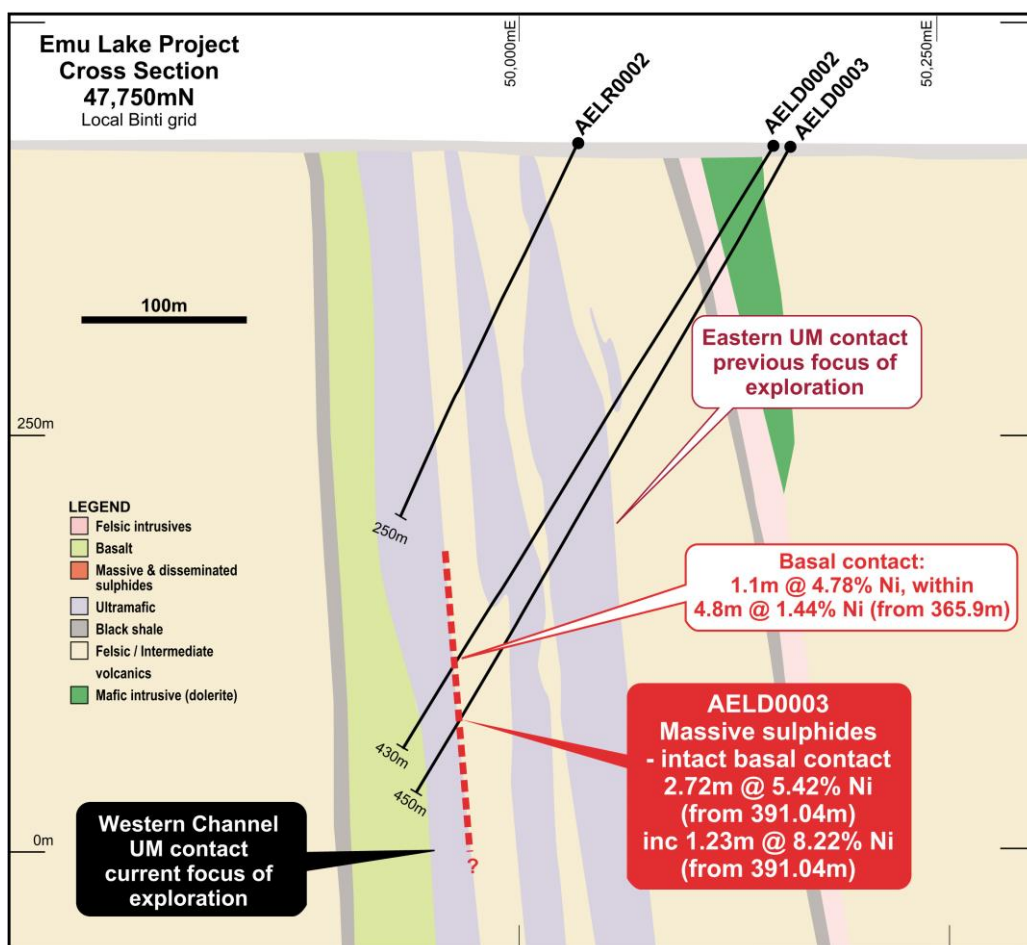 Emu Lake Project
Cross Section
47,750mN
Local Binti grid
50,000mE
50,250mE
AELR0002
AELD0002
AELD0003
100m
Eastern UM contact
previous focus of
exploration
250m
250m
LEGEND
Felsic intrusives
Basalt
Massive & disseminated
sulphides
Ultramafic
Black shale
Felsic / Intermediate
volcanics
Mafic intrusive (dolerite)
Basal contact:
1.1m @ 4.78% Ni, within
4.8m @ 1.44% Ni (from 365.9m)
AELD0003
Massive sulphides
- intact basal contact
2.72m @ 5.42% Ni
(from 391.04m)
inc 1.23m @ 8.22% Ni
(from 391.04m)
430m
450m
0m
Western Channel
UM contact
current focus of
exploration
?